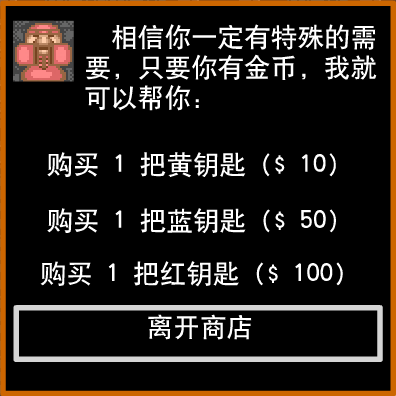 相信你一定有特殊的需
要，只要你有金币，我就
可以帮你：
购买 1 把黄钥匙（$ 10）
购买 1 把蓝钥匙（$ 50）
购买 1 把红钥匙（$ 100）
离开商店